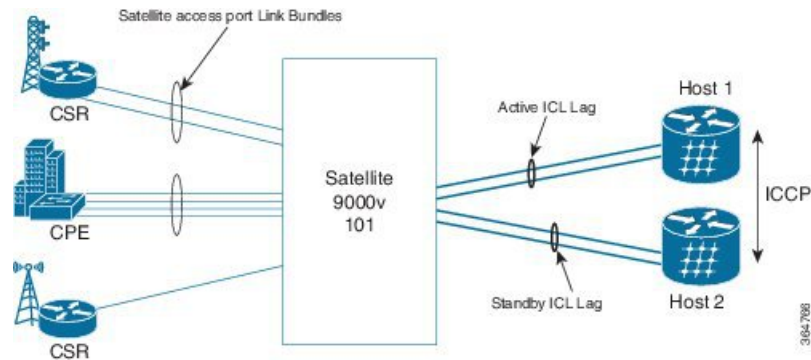 Satellite access port Link Bundles
CSR
CPE
CSR
Satellite
9000v
101
Active ICL Lag
Standby ICL Lag
Host 1
ICCP
Host 2
364766